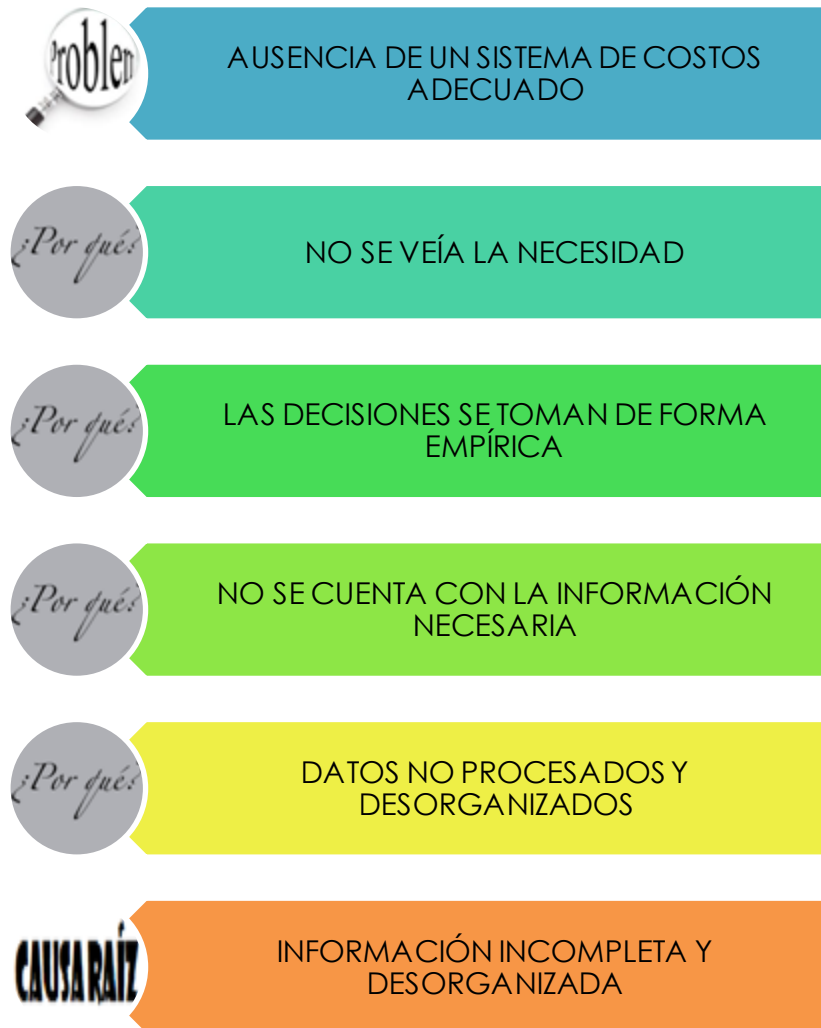 Problem
AUSENCIA DE UN SISTEMA DE COSTOS
ADECUADO
¿Por qué?
NO SE VEÍA LA NECESIDAD
¿Por qué?
LAS DECISIONES SE TOMAN DE FORMA
EMPÍRICA
¿Por qué?
NO SE CUENTA CON LA INFORMACIÓN
NECESARIA
¿Por qué?
DATOS NO PROCESADOS Y
DESORGANIZADOS
CAUSA RAÍZ
INFORMACIÓN INCOMPLETA Y
DESORGANIZADA